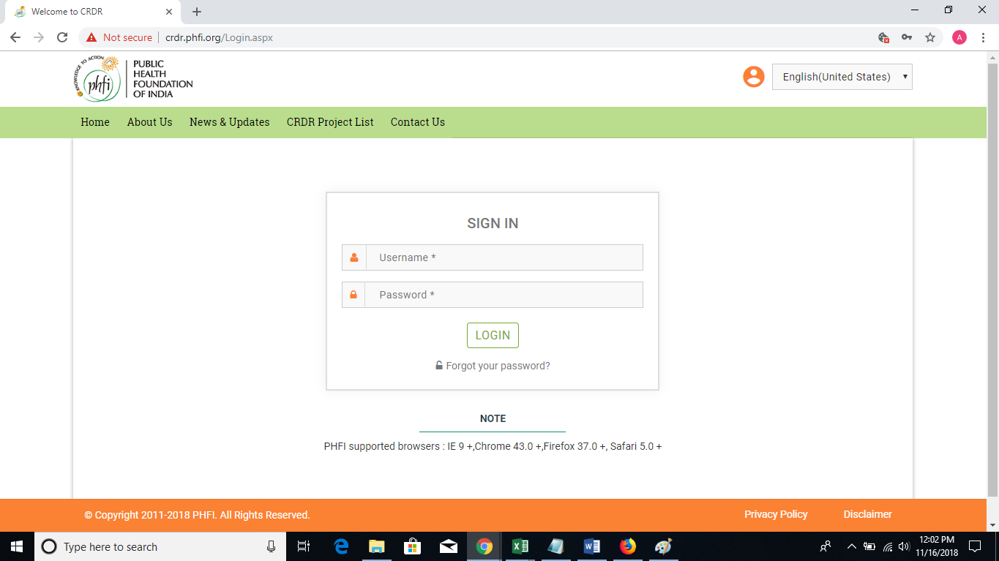 Welcome to CRDR
Not secure
crdr.phfi.org/Login.aspx
A
KNOWLEDGE TO ACTION
phfi
PUBLIC
HEALTH
FOUNDATION
OF INDIA
English(United States)
Home
About Us
News & Updates
CRDR Project List
Contact Us
SIGN IN
Username *
Password *
LOGIN
Forgot your password?
NOTE
PHFI supported browsers : IE 9 +,Chrome 43.0 +,Firefox 37.0 +, Safari 5.0 +
© Copyright 2011-2018 PHFI. All Rights Reserved.
Privacy Policy
Disclaimer
Type here to search
12:02 PM
11/16/2018